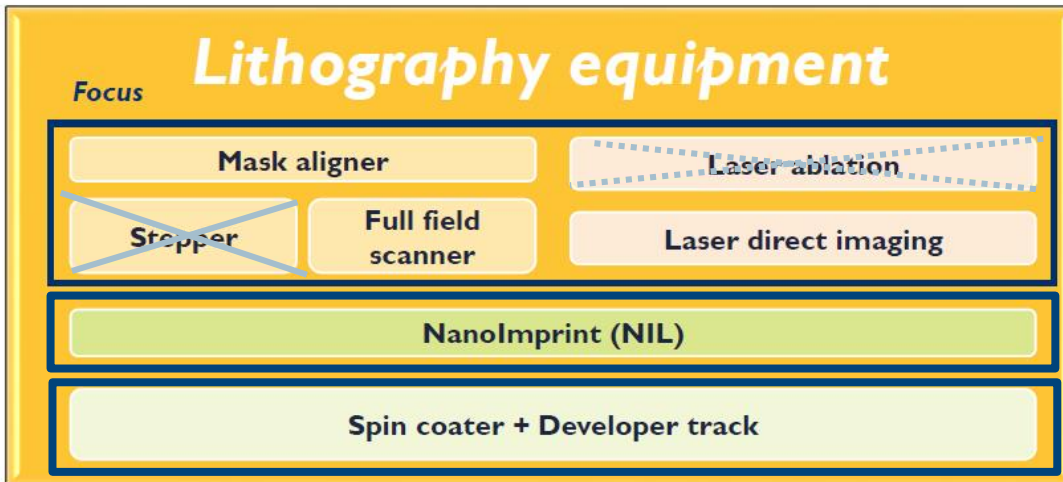 Lithography equipment
Focus
Mask aligner
Laser ablation
Stepper
Full field
scanner
Laser direct imaging
NanoImprint (NIL)
Spin coater + Developer track